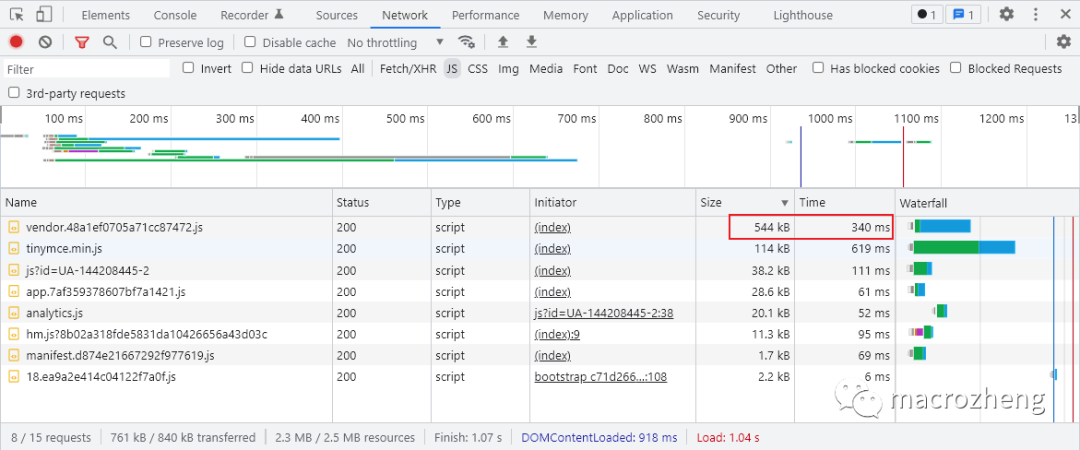 Elements Console Recorder Sources Network Performance Memory Application Security Lighthouse 1 1
Preserve log Disable cache No throttling
Filter Invert Hide data URLs All Fetch/XHR JS CSS Img Media Font Doc WS Wasm Manifest Other Has blocked cookies Blocked Requests
3rd-party requests
100 ms 200 ms 300 ms 400 ms 500 ms 600 ms 700 ms 800 ms 900 ms 1000 ms 1100 ms 1200 ms 13
Name Status Type Initiator Size Time Waterfall
vendor.48a1ef0705a71cc87472.js 200 script (index) 544 kB 340 ms
tinymce.min.js 200 script (index) 114 kB 619 ms
js?id=UA-144208445-2 200 script (index) 38.2 kB 111 ms
app.7af359378607bf7a1421.js 200 script (index) 28.6 kB 61 ms
analytics.js 200 script js?id=UA-144208445-2:38 20.1 kB 52 ms
hm.js?8b02a318fde5831da10426656a43d03c 200 script (index):9 11.3 kB 95 ms
manifest.d874e21667292f977619.js 200 script (index) 1.7 kB 69 ms
18.ea9a2e414c04122f7a0f.js 200 script bootstrap c71d266…:108 2.2 kB 6 ms
macrozheng
8 / 15 requests 761 kB / 840 kB transferred 2.3 MB / 2.5 MB resources Finish: 1.07 s DOMContentLoaded: 918 ms Load: 1.04 s